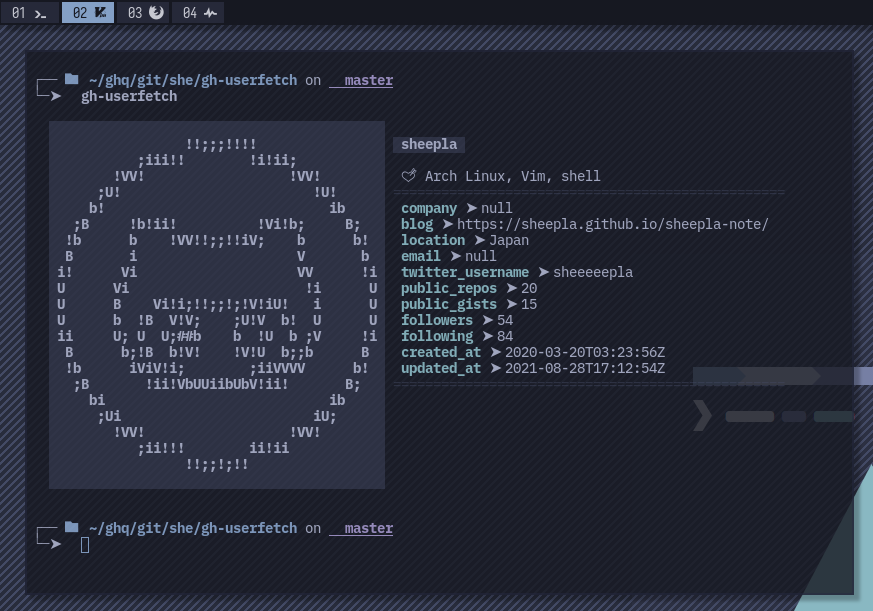 01 02 03 04
~/ghq/git/she/gh-userfetch on master
gh-userfetch
!!;;;!!!!
;iii!! !i!ii;
!VV! !VV!
;U! !U!
b! ib
;B !b!ii! !Vi!b; B;
!b b !VV!!;;!!iV; b b!
B i V b
i! Vi VV !i
U Vi !i U
U B Vi!i;!!;;!;!V!iU! i U
U b !B V!V; ;U!V b! U U
ii U; U U;##b b !U b ;V !i
B b;!B b!V! !V!U b;;b B
!b iViV!i; ;iiVVVV b!
;B !ii!VbUUiibUbV!ii! B;
bi ib
;Ui iU;
!VV! !VV!
;ii!!! ii!ii
!!;;!;!!
sheepla
Arch Linux, Vim, shell
company ➤ null
blog ➤ https://sheepla.github.io/sheepla-note/
location ➤ Japan
email ➤ null
twitter_username ➤ sheeeeepla
public_repos ➤ 20
public_gists ➤ 15
followers ➤ 54
following ➤ 84
created_at ➤ 2020-03-20T03:23:56Z
updated_at ➤ 2021-08-28T17:12:54Z
~/ghq/git/she/gh-userfetch on master